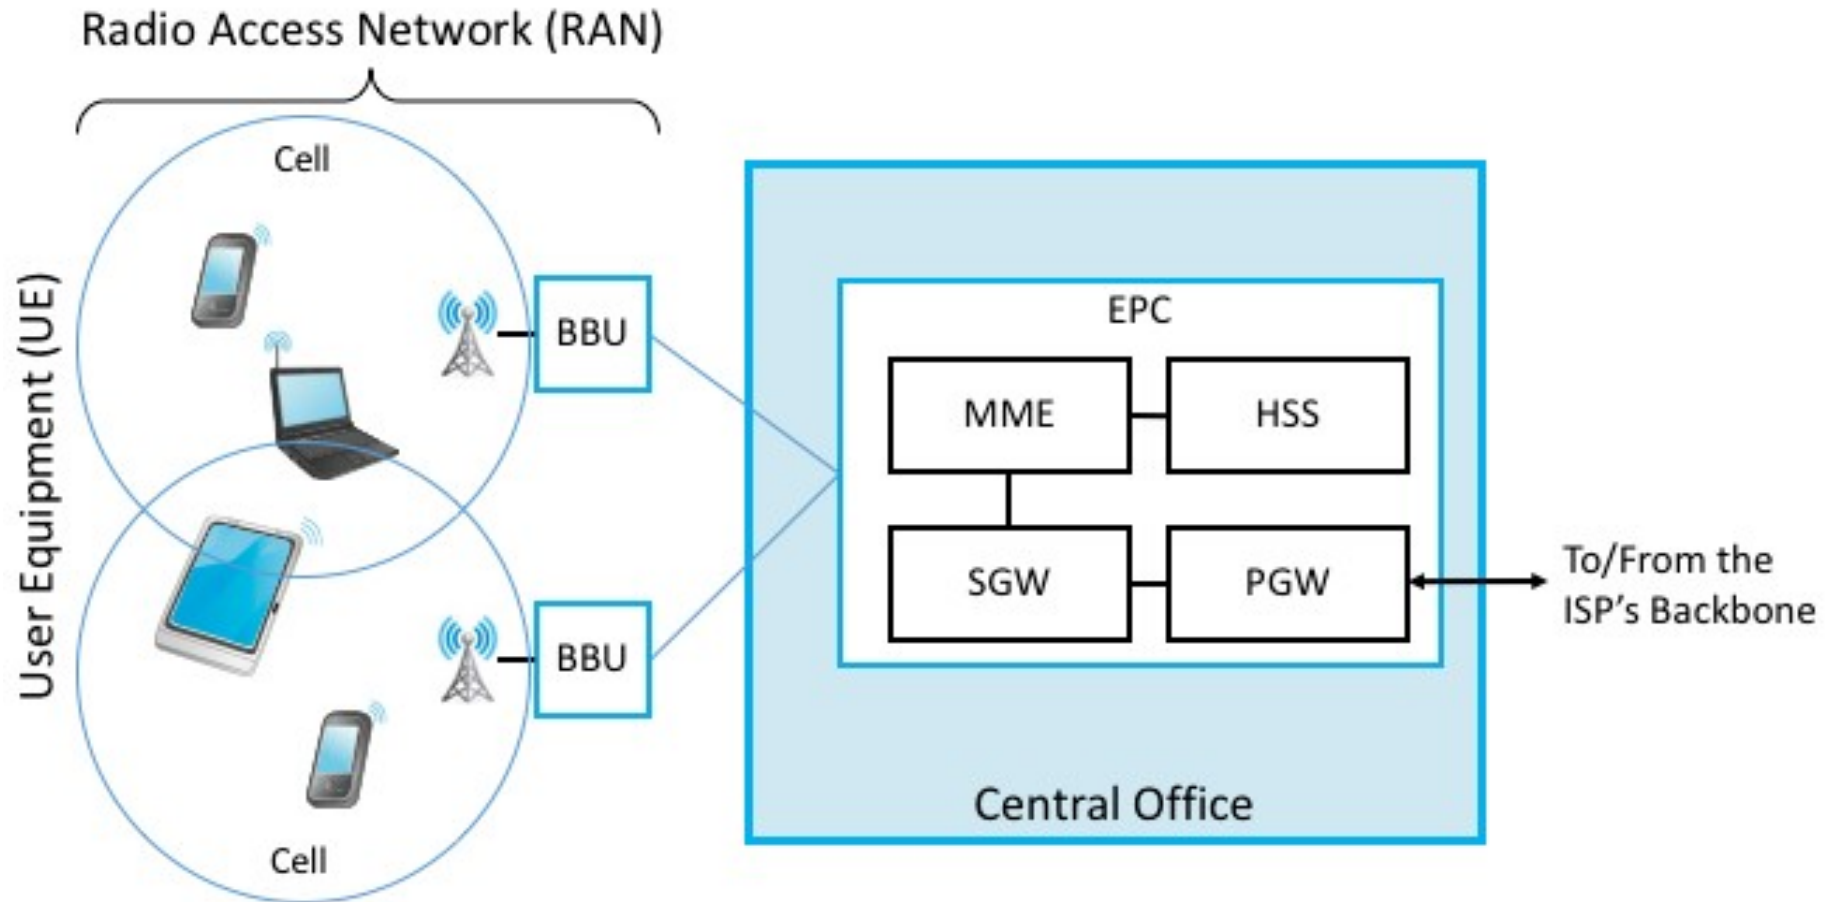 Radio Access Network (RAN)
Cell
User Equipment (UE)
BBU
EPC
MME
HSS
SGW
PGW
To/From the
ISP's Backbone
BBU
Central Office
Cell